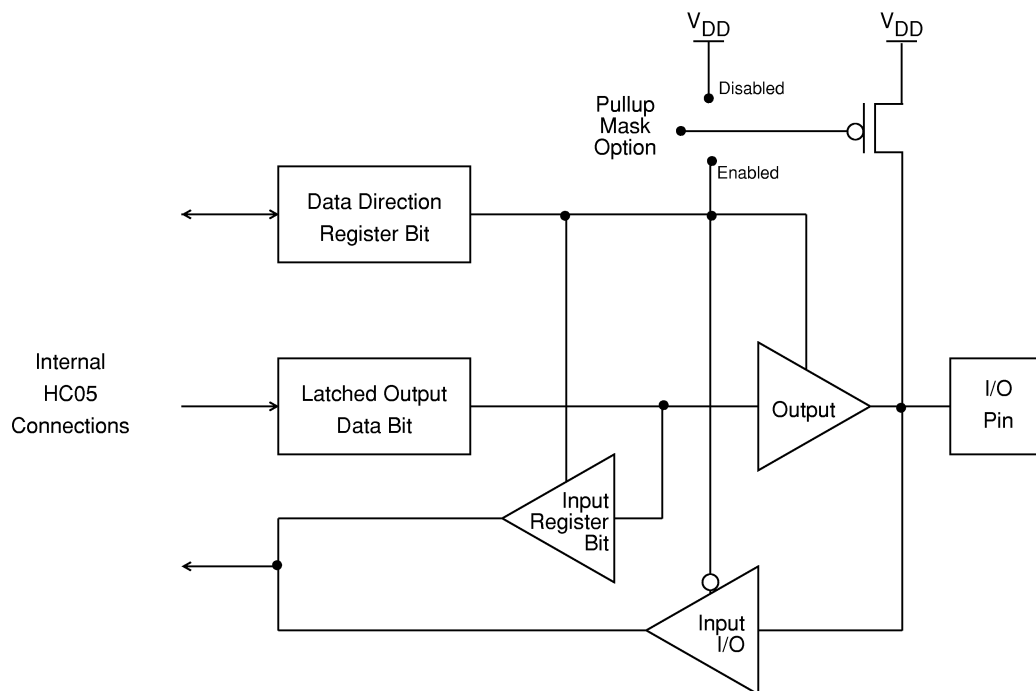 VDD
VDD
Disabled
Pullup
Mask
Option
Enabled
Data Direction
Register Bit
Internal
HC05
Connections
Latched Output
Data Bit
Output
I/O
Pin
Input
Register
Bit
Input
I/O